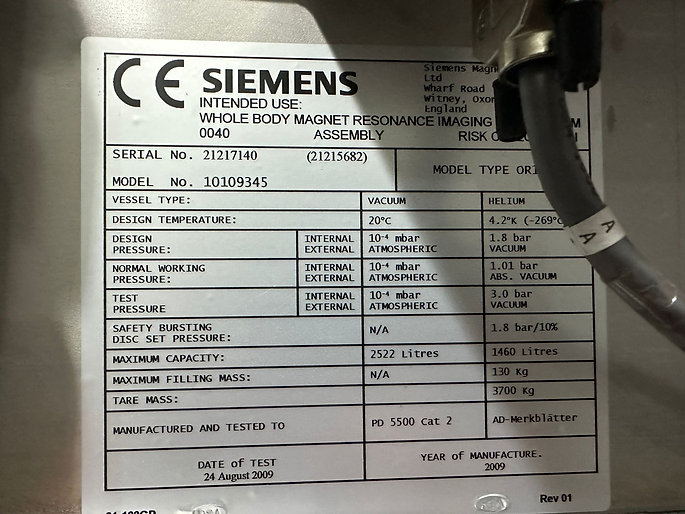 CE SIEMENS
Siemens
Ltd
Wharf Road
Witney,
England
INTENDED USE:
WHOLE BODY MAGNET RESONANCE IMAGING
0040 ASSEMBLY RISK
SERIAL No. 21217140 (21215682)
MODEL No. 10109345
MODEL TYPE
VESSEL TYPE: VACUUM HELIUM
DESIGN TEMPERATURE: 20°C 4.2°K (-269°C
DESIGN PRESSURE: INTERNAL 10⁻⁴ mbar 1.8 bar
EXTERNAL ATMOSPHERIC VACUUM
NORMAL WORKING PRESSURE: INTERNAL 10⁻⁴ mbar 1.01 bar
EXTERNAL ATMOSPHERIC ABS. VACUUM
TEST PRESSURE INTERNAL 10⁻⁴ mbar 3.0 bar
EXTERNAL ATMOSPHERIC VACUUM
SAFETY BURSTING
DISC SET PRESSURE: N/A 1.8 bar/10%
MAXIMUM CAPACITY: 2522 Litres 1460 Litres
MAXIMUM FILLING MASS: N/A 130 Kg
TARE MASS: 3700 Kg
MANUFACTURED AND TESTED TO PD 5500 Cat 2 AD-Merkblätter
DATE of TEST
24 August 2009
YEAR OF MANUFACTURE.
2009
Rev 01
A
A